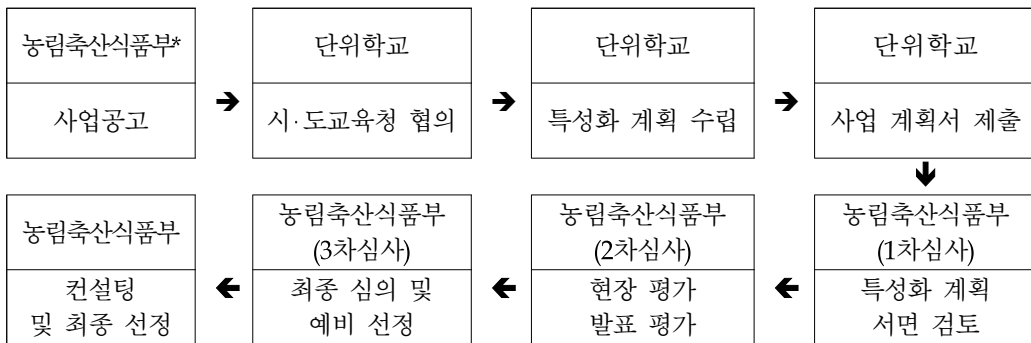 농림축산식품부*
사업공고
➔
단위학교
시·도교육청 협의
➔
단위학교
특성화 계획 수립
➔
단위학교
사업 계획서 제출
농림축산식품부
(1차심사)
특성화 계획
서면 검토
농림축산식품부
(2차심사)
현장 평가
발표 평가
농림축산식품부
(3차심사)
최종 심의 및
예비 선정
농림축산식품부
컨설팅
및 최종 선정